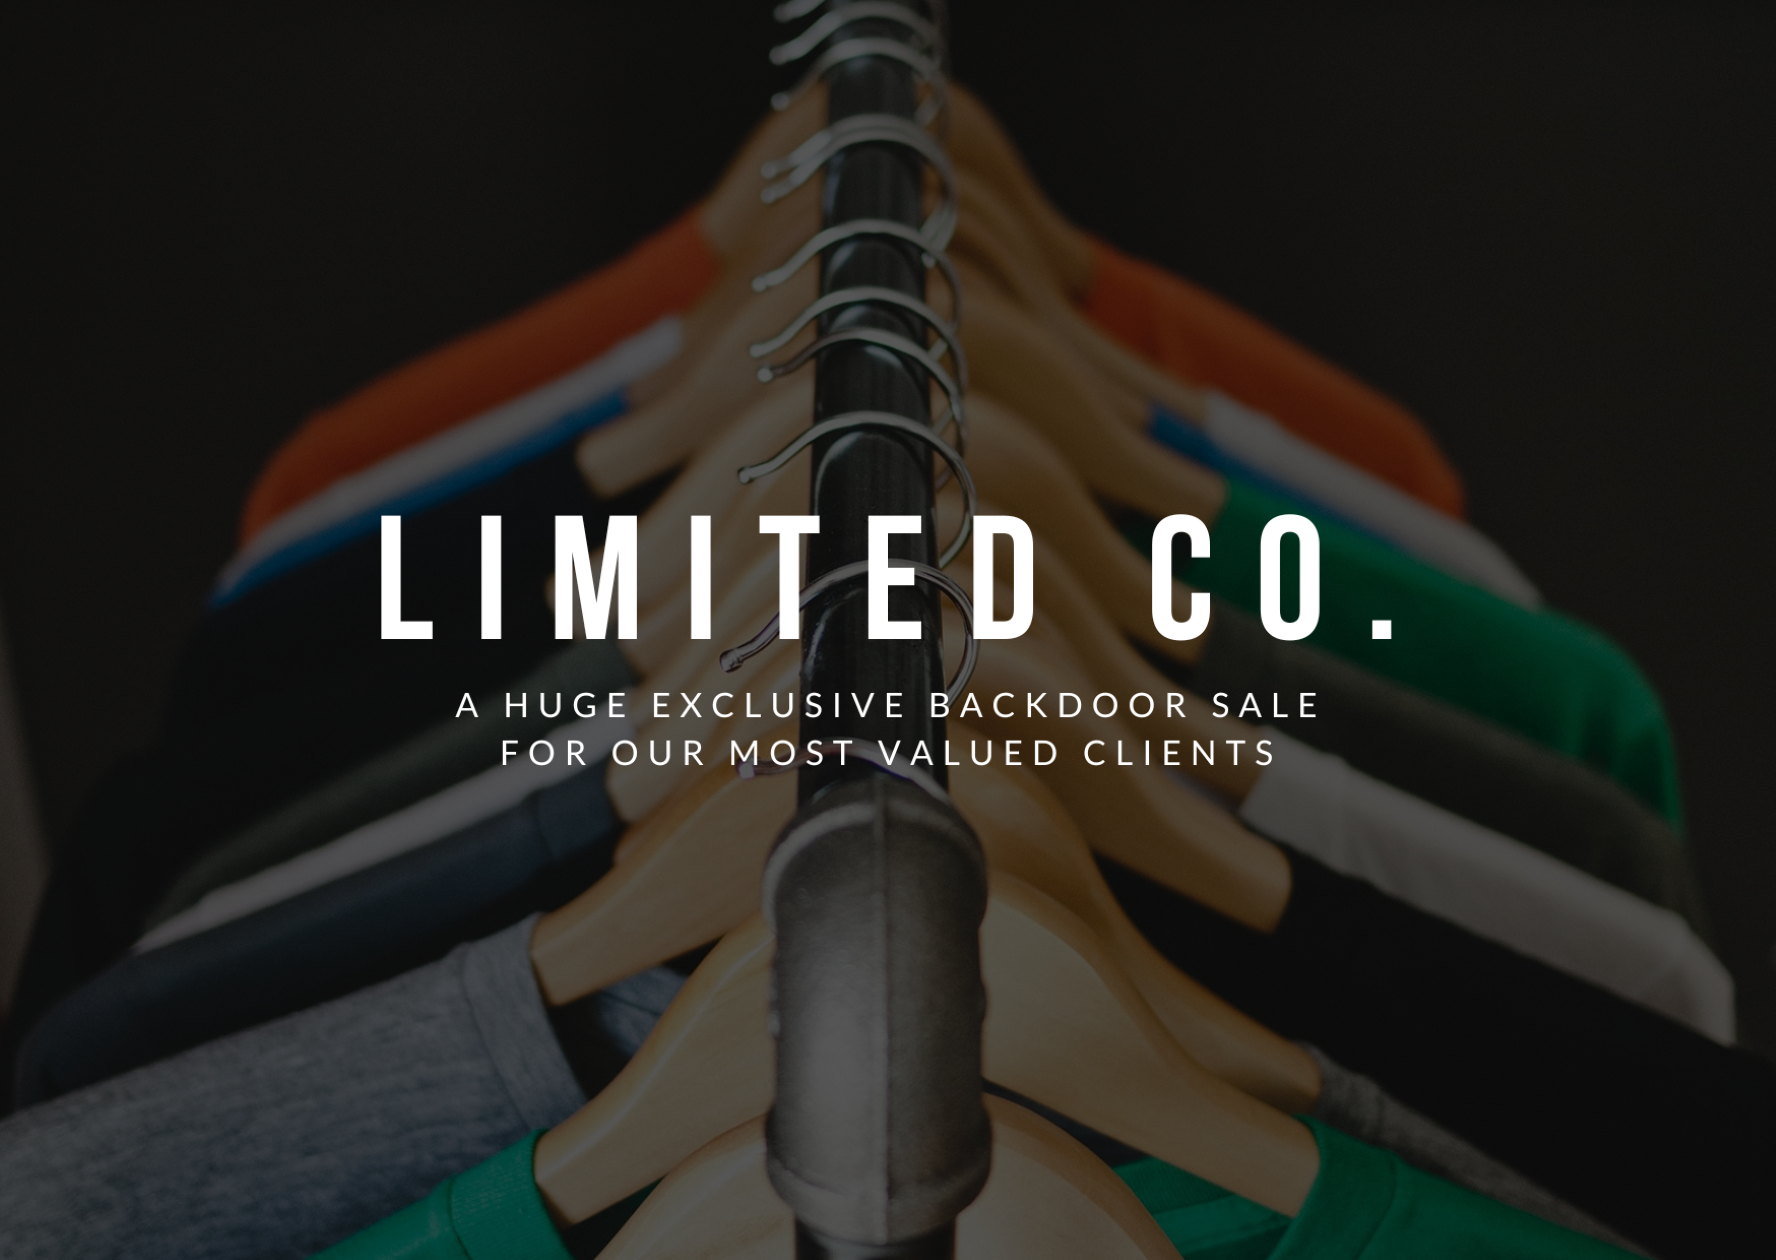 LIMITED CO.
A HUGE EXCLUSIVE BACKDOOR SALE
FOR OUR MOST VALUED CLIENTS